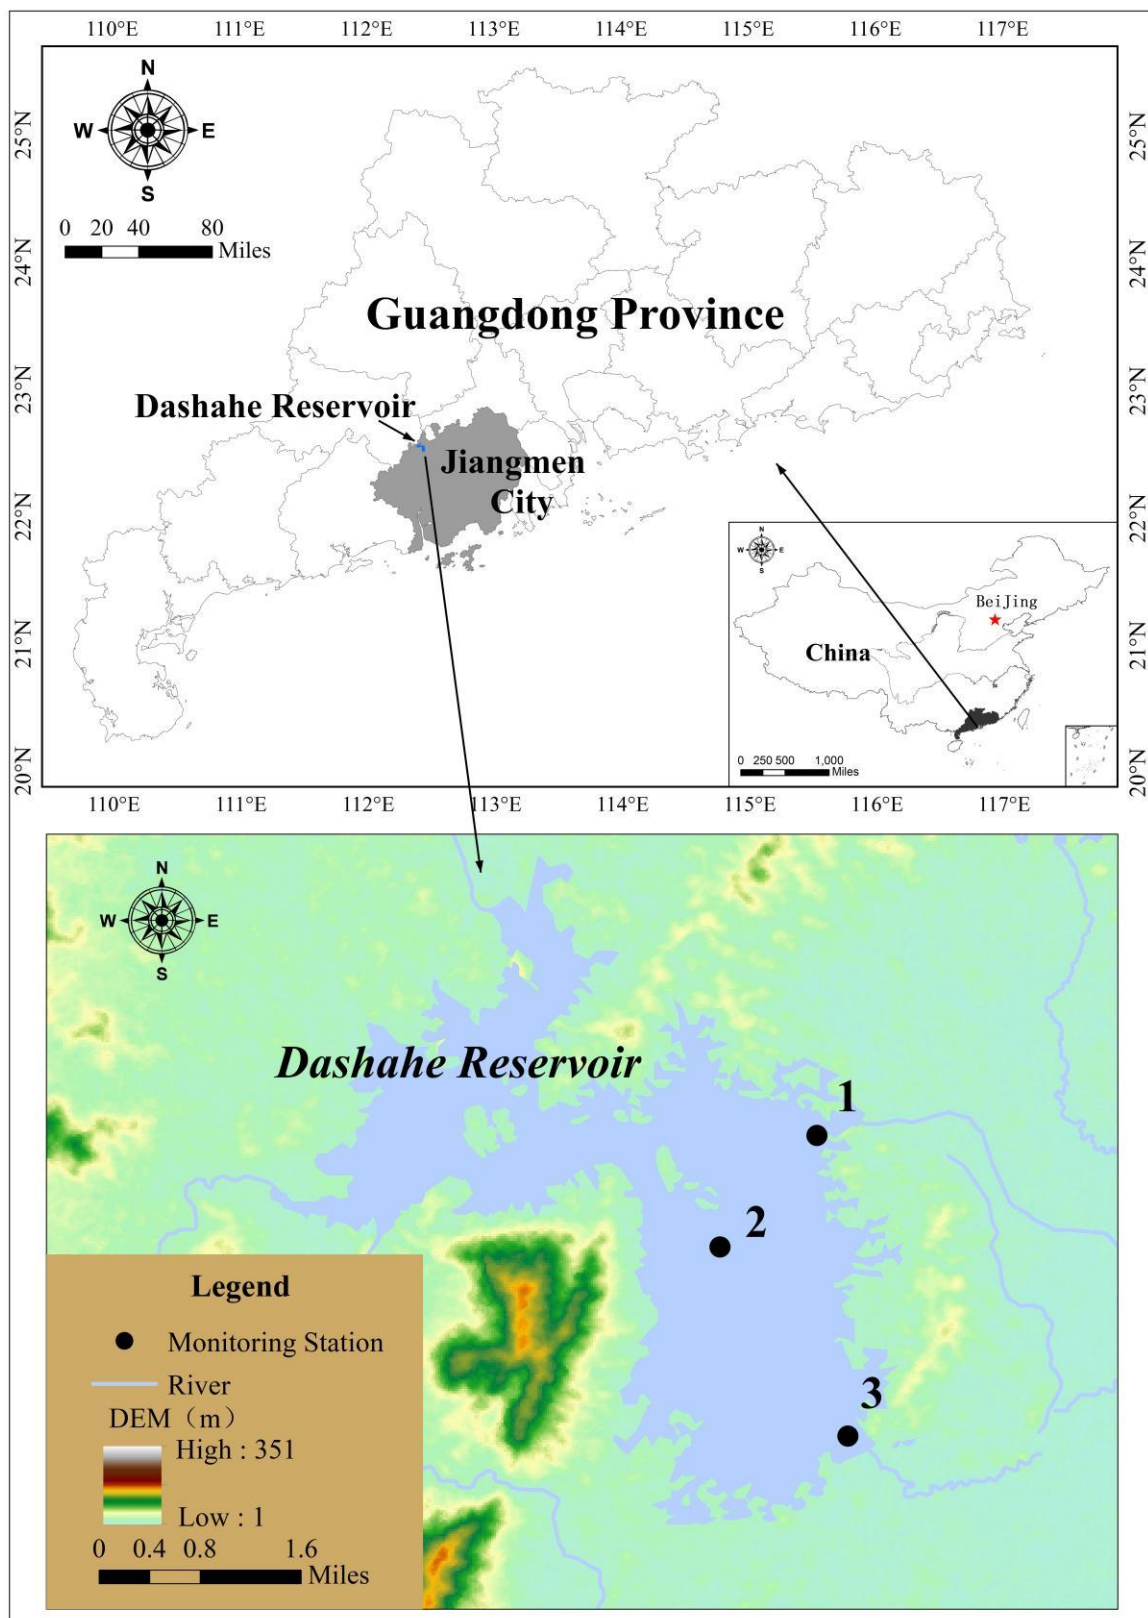 110°E 111°E 112°E 113°E 114°E 115°E 116°E 117°E
N
W E
S
0 20 40 80
Miles
25°N
25°N
24°N
24°N
Guangdong Province
23°N
23°N
Dashahe Reservoir
Jiangmen
City
22°N
22°N
N
W E
S
BeiJing
China
21°N
21°N
0 250 500 1,000
Miles
20°N
20°N
110°E 111°E 112°E 113°E 114°E 115°E 116°E 117°E
N
W E
S
Dashahe Reservoir
1
2
3
Legend
Monitoring Station
River
DEM（m）
High : 351
Low : 1
0 0.4 0.8 1.6
Miles